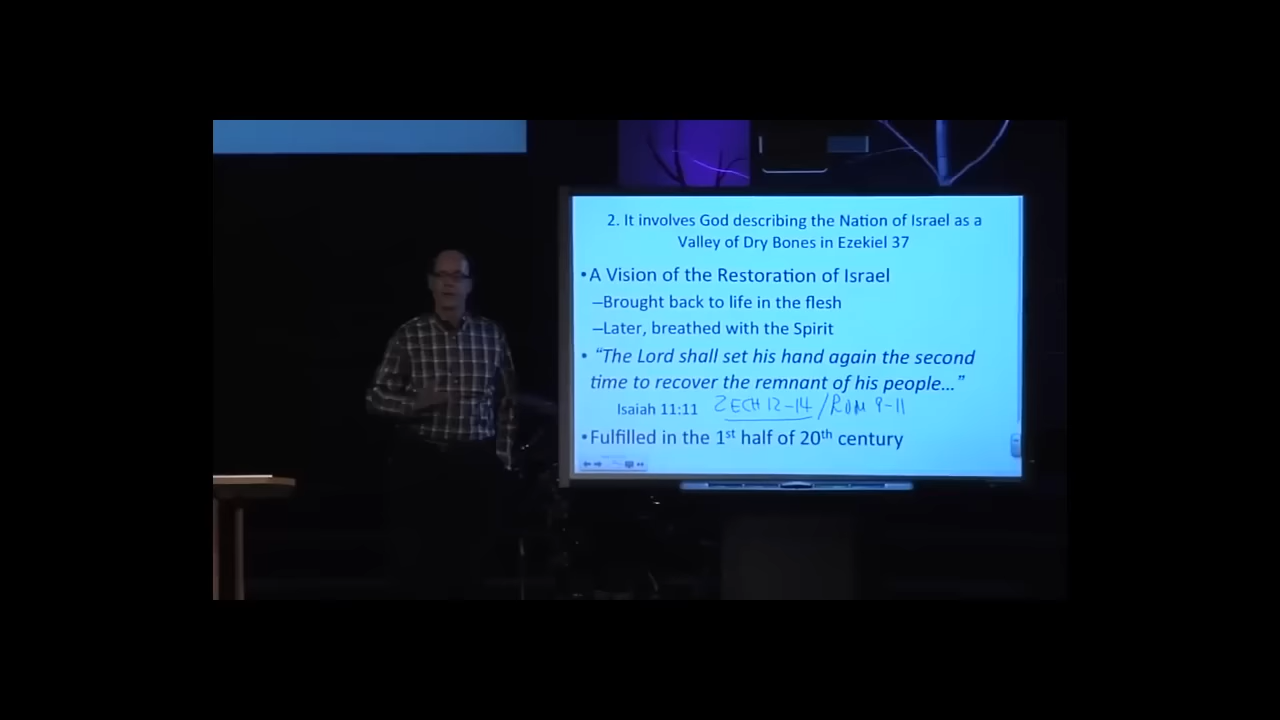 2. It involves God describing the Nation of Israel as a
Valley of Dry Bones in Ezekiel 37
•A Vision of the Restoration of Israel
–Brought back to life in the flesh
–Later, breathed with the Spirit
• “The Lord shall set his hand again the second
time to recover the remnant of his people...”
Isaiah 11:11 ZECH 12-14 / ROM 9-11
•Fulfilled in the 1st half of 20th century